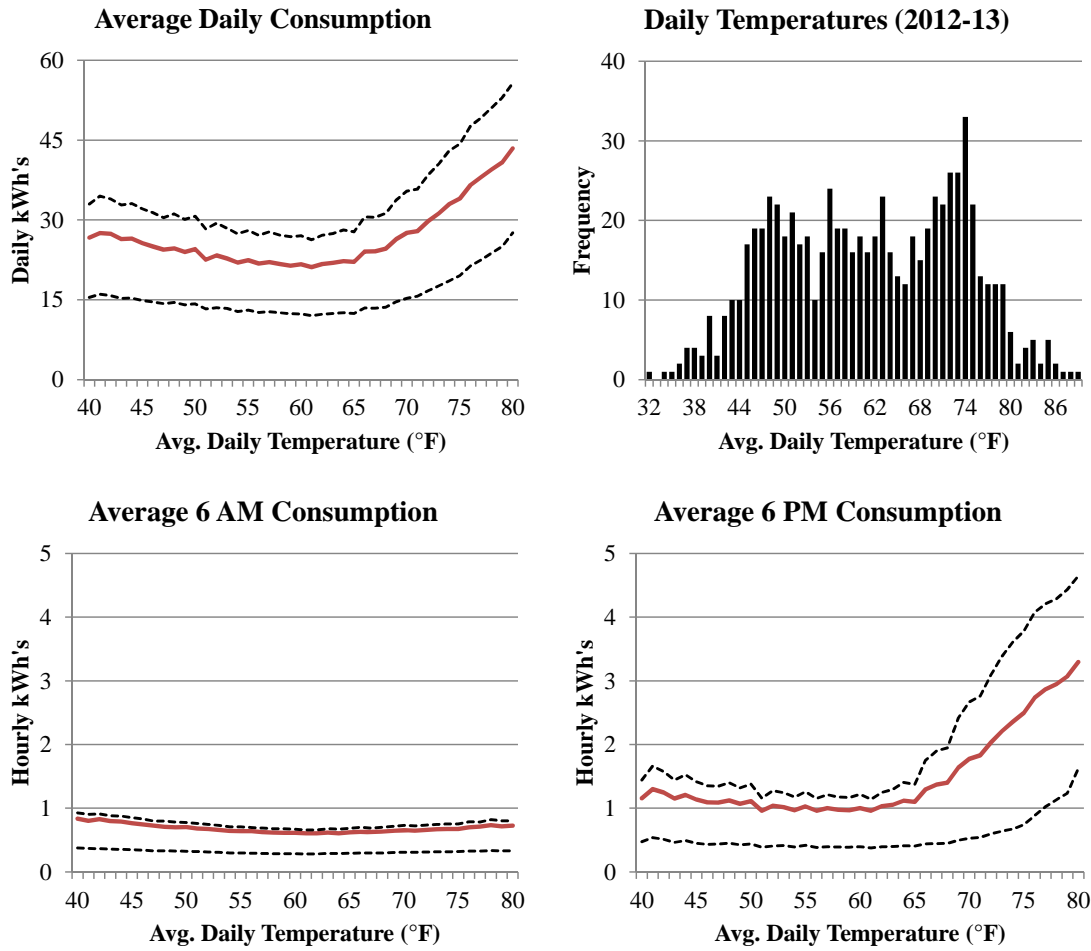 Average Daily Consumption
Daily kWh's
60
45
30
15
0
40 45 50 55 60 65 70 75 80
Avg. Daily Temperature (°F)
Daily Temperatures (2012-13)
Frequency
40
30
20
10
0
32 38 44 50 56 62 68 74 80 86
Avg. Daily Temperature (°F)
Average 6 AM Consumption
Hourly kWh's
5
4
3
2
1
0
40 45 50 55 60 65 70 75 80
Avg. Daily Temperature (°F)
Average 6 PM Consumption
Hourly kWh's
5
4
3
2
1
0
40 45 50 55 60 65 70 75 80
Avg. Daily Temperature (°F)